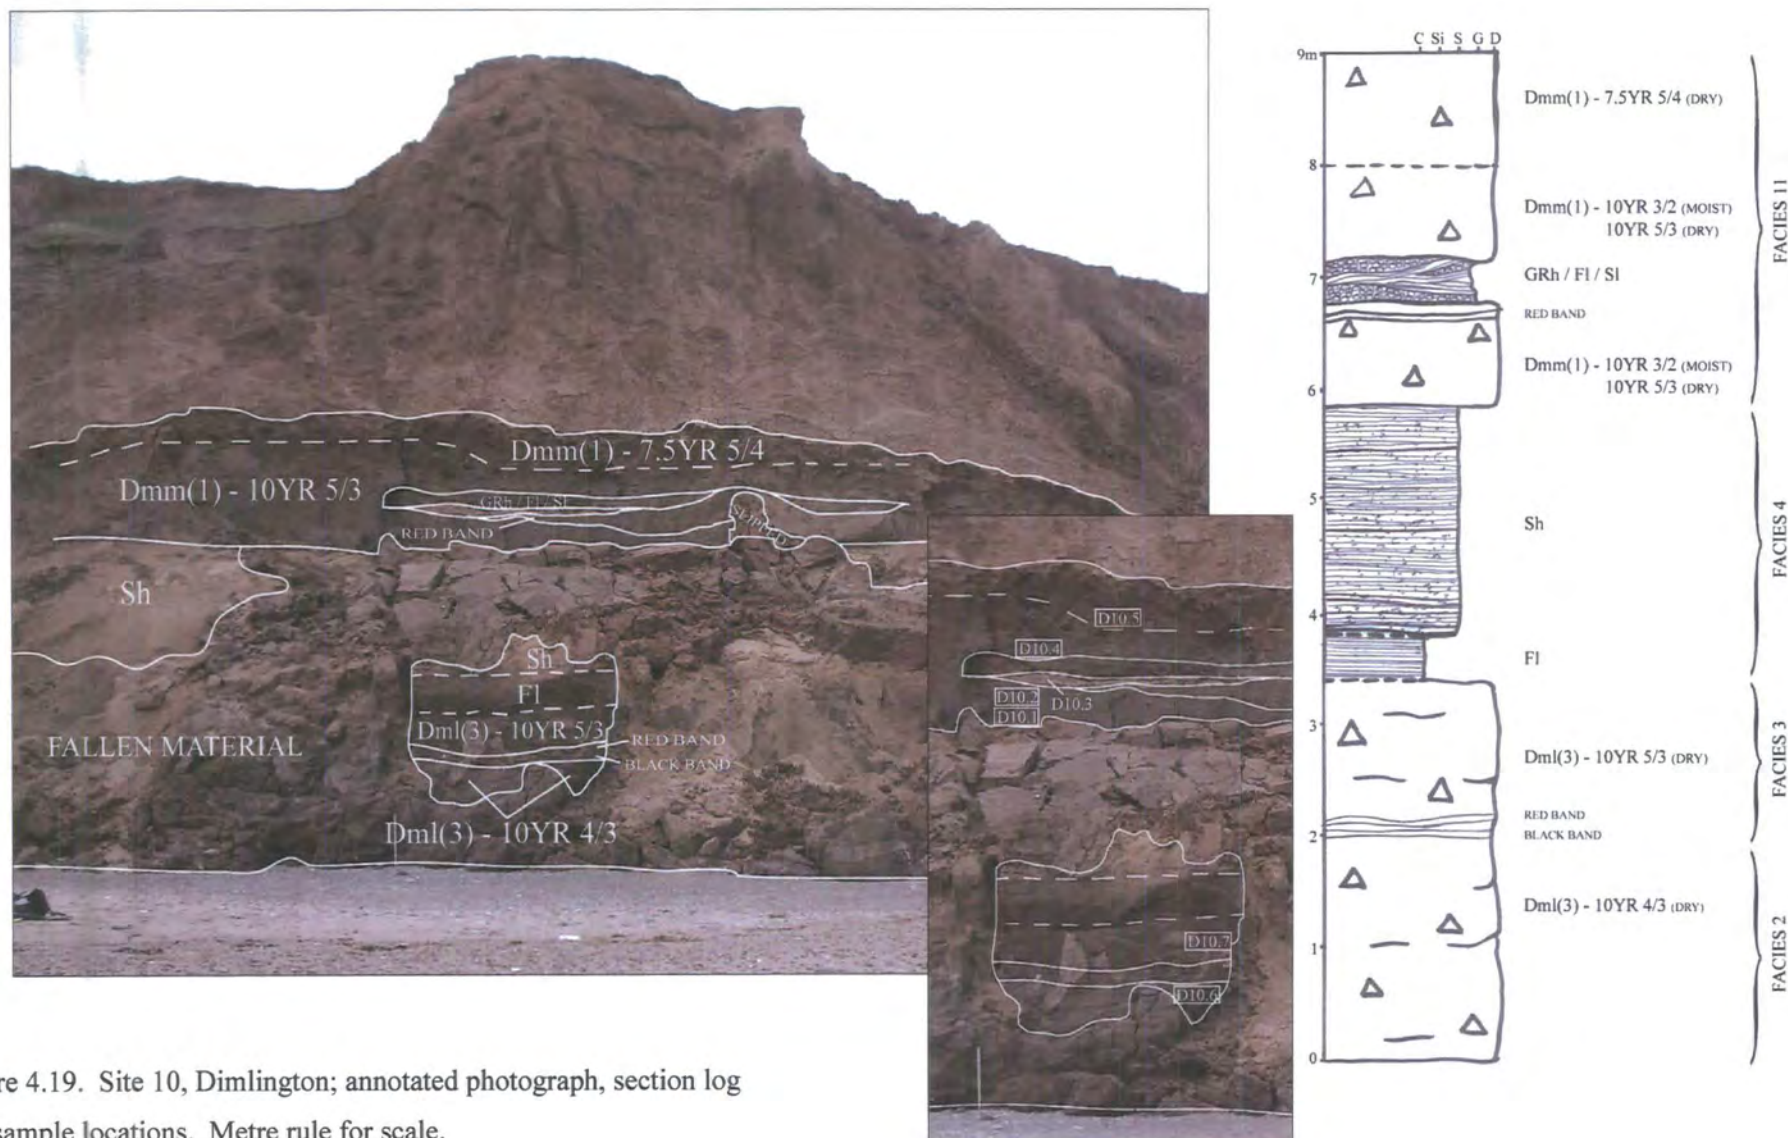 Dmm(1) - 7.5YR 5/4
Dmm(1) - 10YR 5/3
GRh / Fl / Sl
RED BAND
SLIPPED
Sh
Sh
Fl
Dml(3) - 10YR 5/3
RED BAND
BLACK BAND
FALLEN MATERIAL
Dml(3) - 10YR 4/3
D10.5
D10.4
D10.2
D10.3
D10.1
D10.7
D10.6
C Si S G D
9m
8
7
6
5
4
3
2
1
0
Dmm(1) - 7.5YR 5/4 (DRY)
Dmm(1) - 10YR 3/2 (MOIST)
10YR 5/3 (DRY)
GRh / Fl / Sl
RED BAND
Dmm(1) - 10YR 3/2 (MOIST)
10YR 5/3 (DRY)
Sh
Fl
Dml(3) - 10YR 5/3 (DRY)
RED BAND
BLACK BAND
Dml(3) - 10YR 4/3 (DRY)
FACIES 11
FACIES 4
FACIES 3
FACIES 2
re 4.19. Site 10, Dimlington; annotated photograph, section log
sample locations. Metre rule for scale.